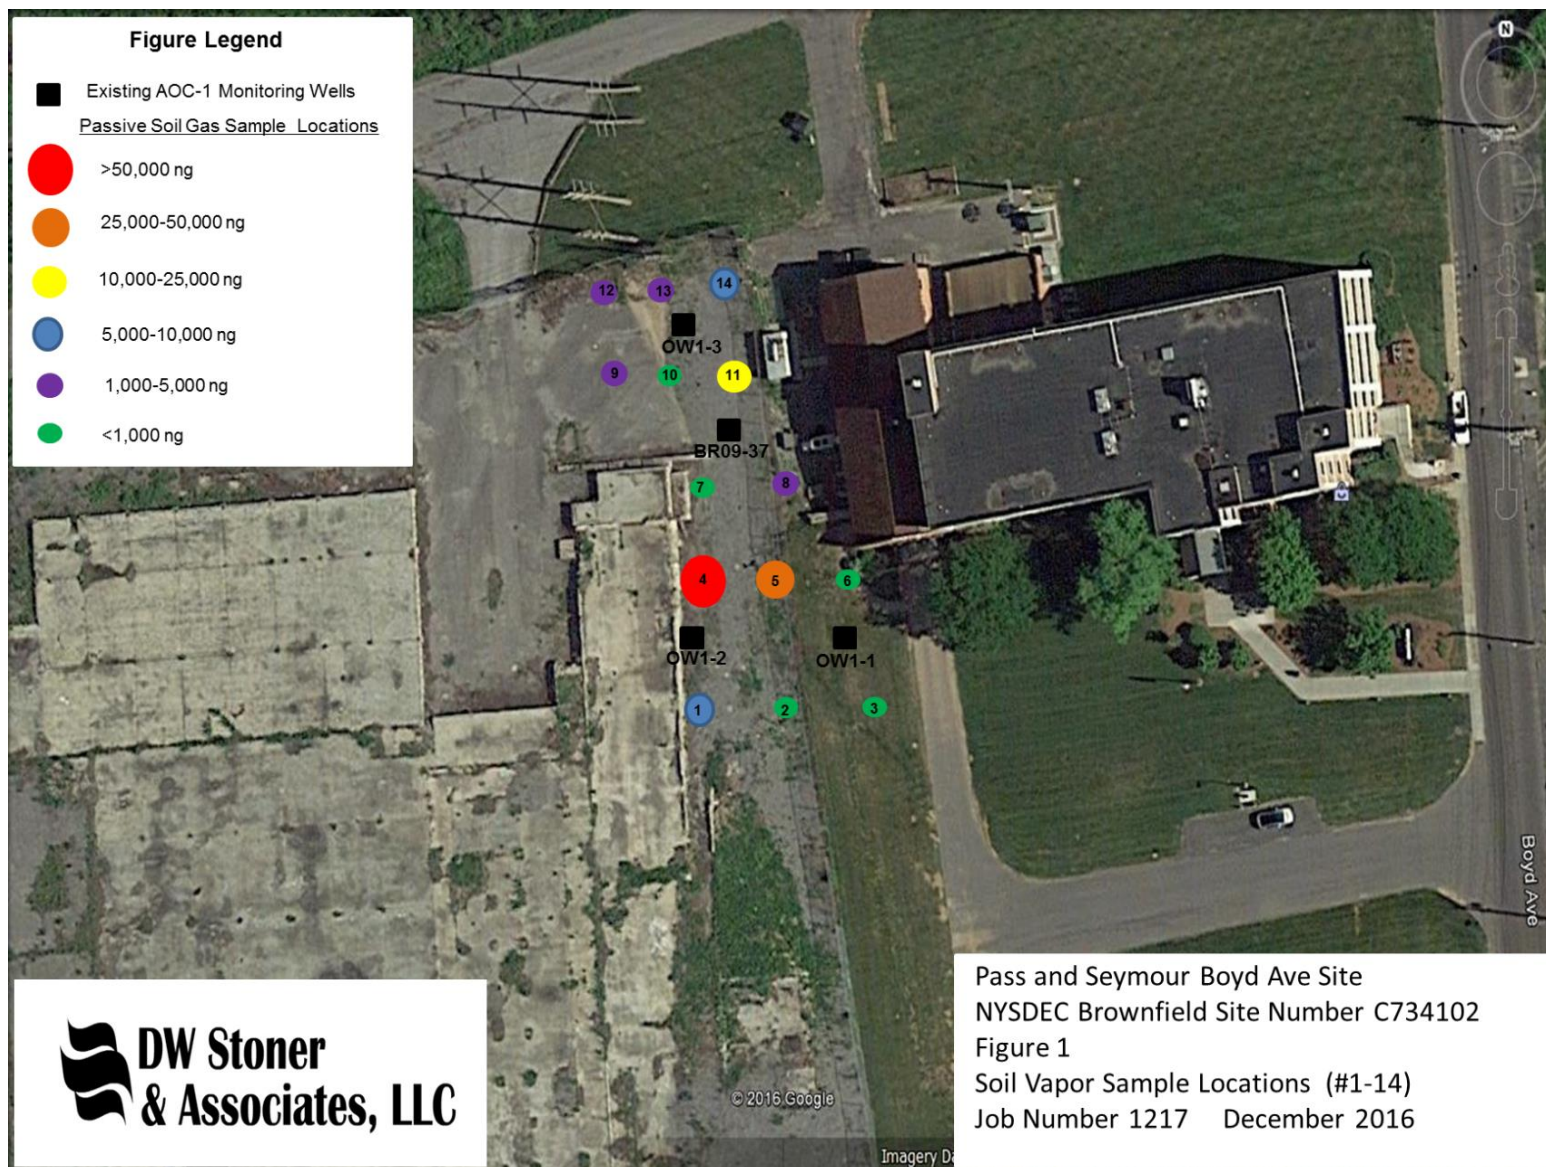 Figure Legend
Existing AOC-1 Monitoring Wells
Passive Soil Gas Sample Locations
>50,000 ng
25,000-50,000 ng
10,000-25,000 ng
5,000-10,000 ng
1,000-5,000 ng
<1,000 ng
N
12
13
14
OW1-3
9
10
11
BR09-37
7
8
4
5
6
OW1-2
OW1-1
1
2
3
Boyd Ave
DW Stoner
& Associates, LLC
© 2016 Google
Imagery Da
Pass and Seymour Boyd Ave Site
NYSDEC Brownfield Site Number C734102
Figure 1
Soil Vapor Sample Locations (#1-14)
Job Number 1217 December 2016